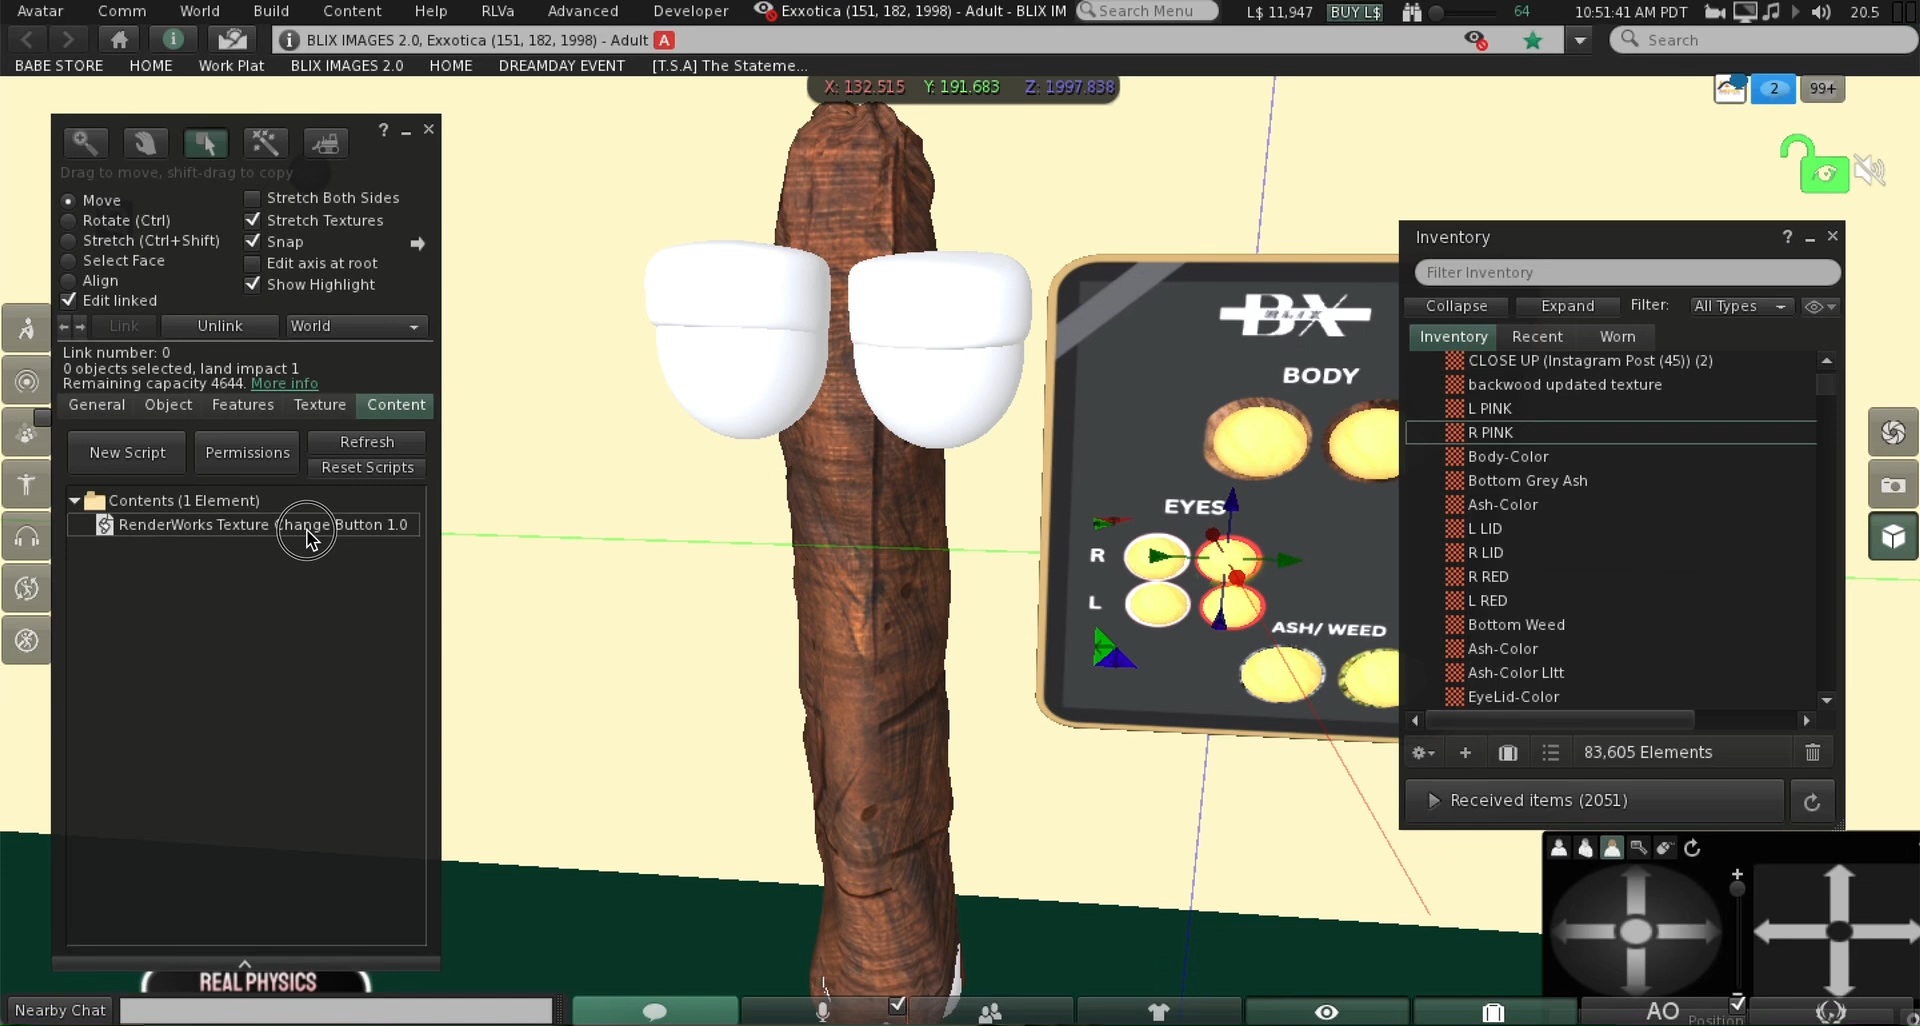 Avatar Comm World Build Content Help RLVa Advanced Developer Exxotica (151, 182, 1998) - Adult - BLIX IM Search Menu L$ 11,947 BUY L$ 64 10:51:41 AM PDT 20.5
BLIX IMAGES 2.0, Exxotica (151, 182, 1998) - Adult A Search
BABE STORE HOME Work Plat BLIX IMAGES 2.0 HOME DREAMDAY EVENT [T.S.A] The Stateme...
X: 132.515 Y: 191.683 Z: 1997.838
2 99+
? _ ×
Drag to move, shift-drag to copy
Move
Rotate (Ctrl)
Stretch (Ctrl+Shift)
Select Face
Align
Edit linked
Stretch Both Sides
Stretch Textures
Snap
Edit axis at root
Show Highlight
Link Unlink World
Link number: 0
0 objects selected, land impact 1
Remaining capacity 4644. More info
General Object Features Texture Content
New Script Permissions Refresh
Reset Scripts
Contents (1 Element)
RenderWorks Texture Change Button 1.0
REAL PHYSICS
BX
BLIX
BODY
EYES
R
L
ASH/ WEED
Inventory ? _ ×
Filter Inventory
Collapse Expand Filter: All Types
Inventory Recent Worn
CLOSE UP (Instagram Post (45)) (2)
backwood updated texture
L PINK
R PINK
Body-Color
Bottom Grey Ash
Ash-Color
L LID
R LID
R RED
L RED
Bottom Weed
Ash-Color
Ash-Color LItt
EyeLid-Color
83,605 Elements
Received items (2051)
Nearby Chat
AO Position